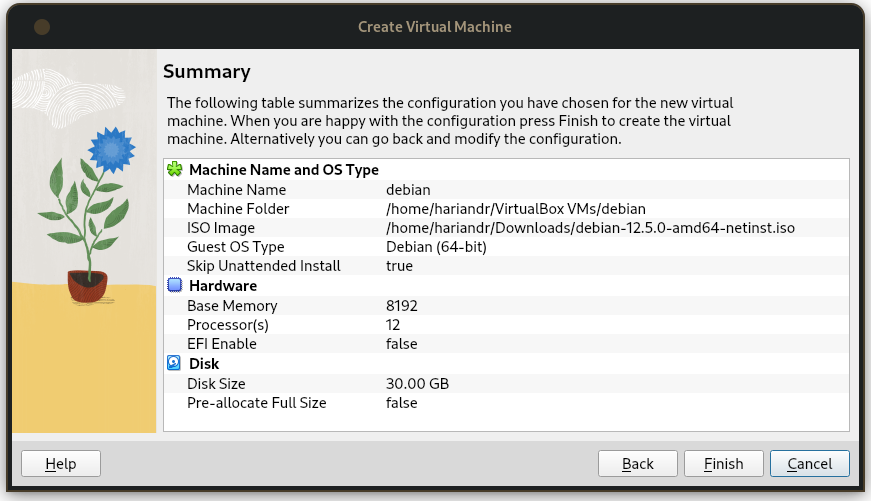 Create Virtual Machine
Summary
The following table summarizes the configuration you have chosen for the new virtual
machine. When you are happy with the configuration press Finish to create the virtual
machine. Alternatively you can go back and modify the configuration.
Machine Name and OS Type
Machine Name debian
Machine Folder /home/hariandr/VirtualBox VMs/debian
ISO Image /home/hariandr/Downloads/debian-12.5.0-amd64-netinst.iso
Guest OS Type Debian (64-bit)
Skip Unattended Install true
Hardware
Base Memory 8192
Processor(s) 12
EFI Enable false
Disk
Disk Size 30.00 GB
Pre-allocate Full Size false
Help Back Finish Cancel